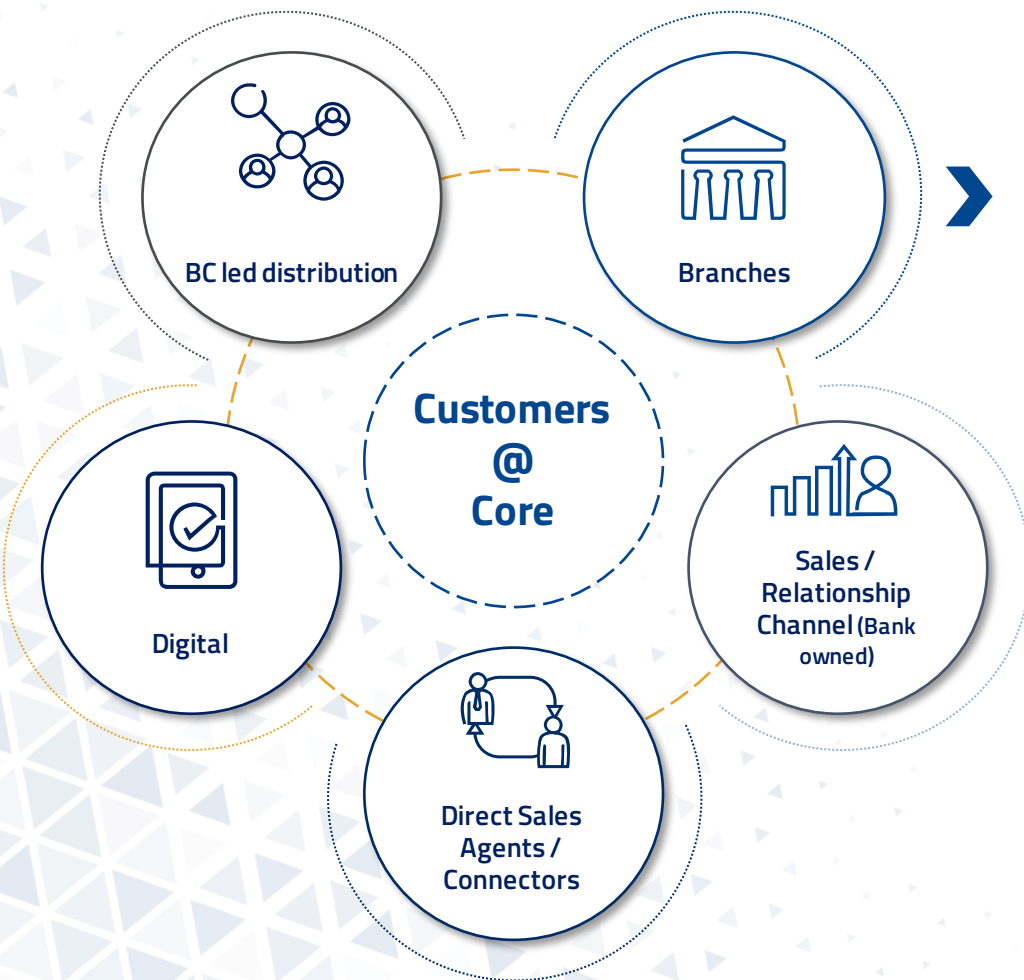 BC led distribution
Branches
Customers
@
Core
Sales /
Relationship
Channel (Bank
owned)
Digital
Direct Sales
Agents /
Connectors